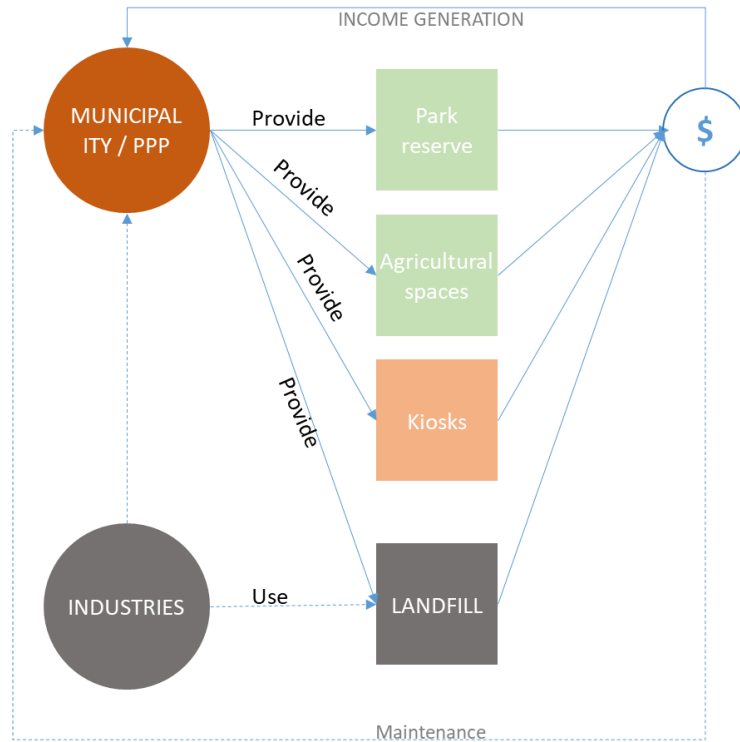 INCOME GENERATION
MUNICIPAL
ITY / PPP
Provide
Park
reserve
$
Provide
Agricultural
spaces
Provide
Kiosks
Provide
INDUSTRIES
Use
LANDFILL
Maintenance